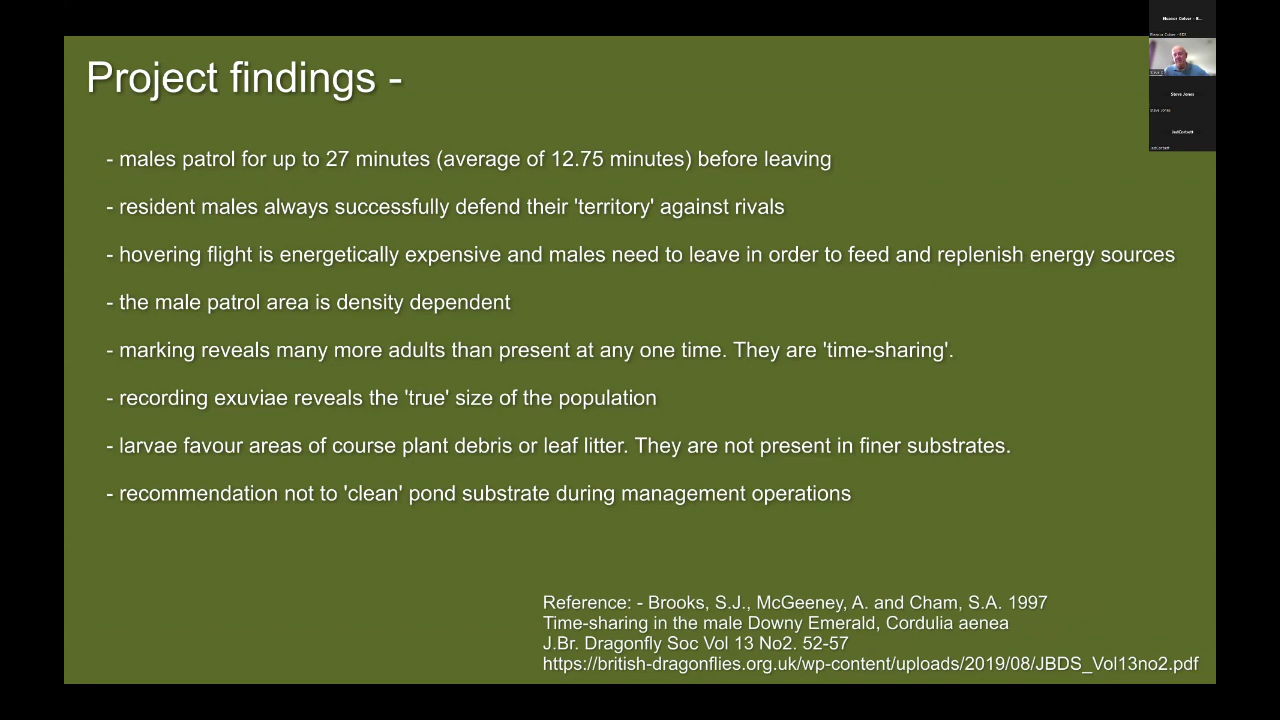 Project findings -
- males patrol for up to 27 minutes (average of 12.75 minutes) before leaving
- resident males always successfully defend their 'territory' against rivals
- hovering flight is energetically expensive and males need to leave in order to feed and replenish energy sources
- the male patrol area is density dependent
- marking reveals many more adults than present at any one time. They are 'time-sharing'.
- recording exuviae reveals the 'true' size of the population
- larvae favour areas of course plant debris or leaf litter. They are not present in finer substrates.
- recommendation not to 'clean' pond substrate during management operations
Reference: - Brooks, S.J., McGeeney, A. and Cham, S.A. 1997
Time-sharing in the male Downy Emerald, Cordulia aenea
J.Br. Dragonfly Soc Vol 13 No2. 52-57
https://british-dragonflies.org.uk/wp-content/uploads/2019/08/JBDS_Vol13no2.pdf
Steve Jones
Steve Jones